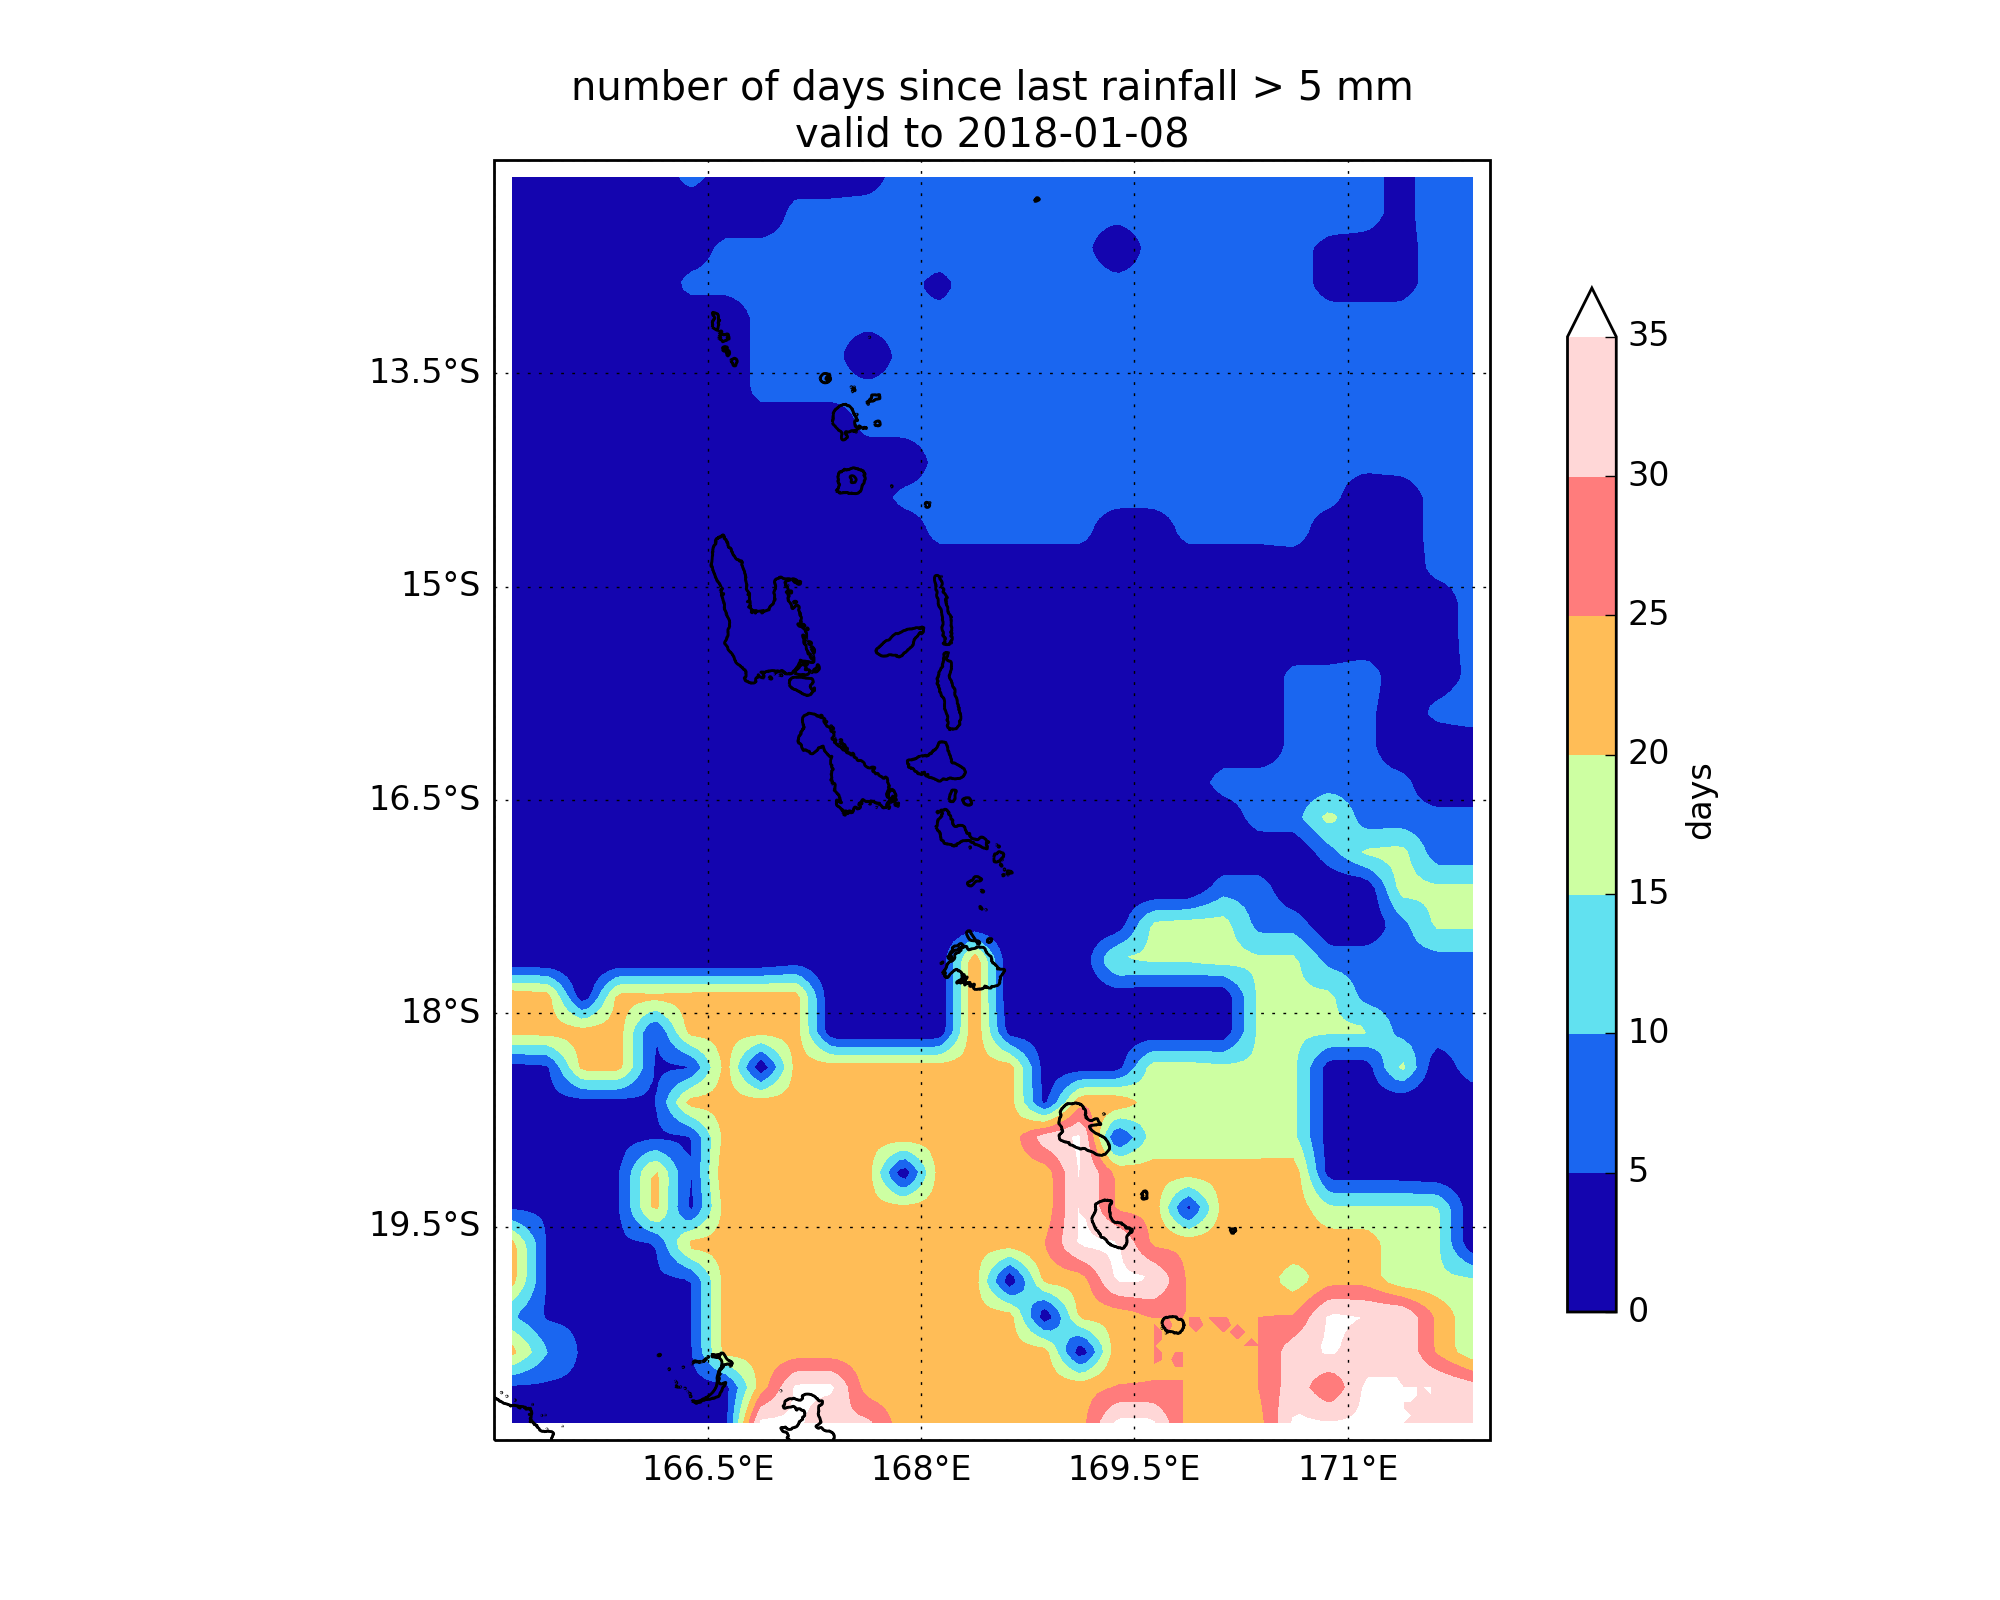 number of days since last rainfall > 5 mm
valid to 2018-01-08
13.5°S
15°S
16.5°S
18°S
19.5°S
166.5°E
168°E
169.5°E
171°E
35
30
25
20
15
10
5
0
days